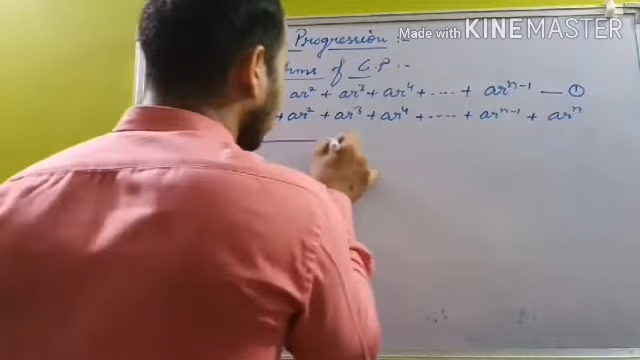 Made with KINEMASTER
Progression :-
of G.P :-
ar² + ar³ + ar⁴ + .... + arⁿ⁻¹ — ①
+ ar² + ar³ + ar⁴ + .... + arⁿ⁻¹ + arⁿ